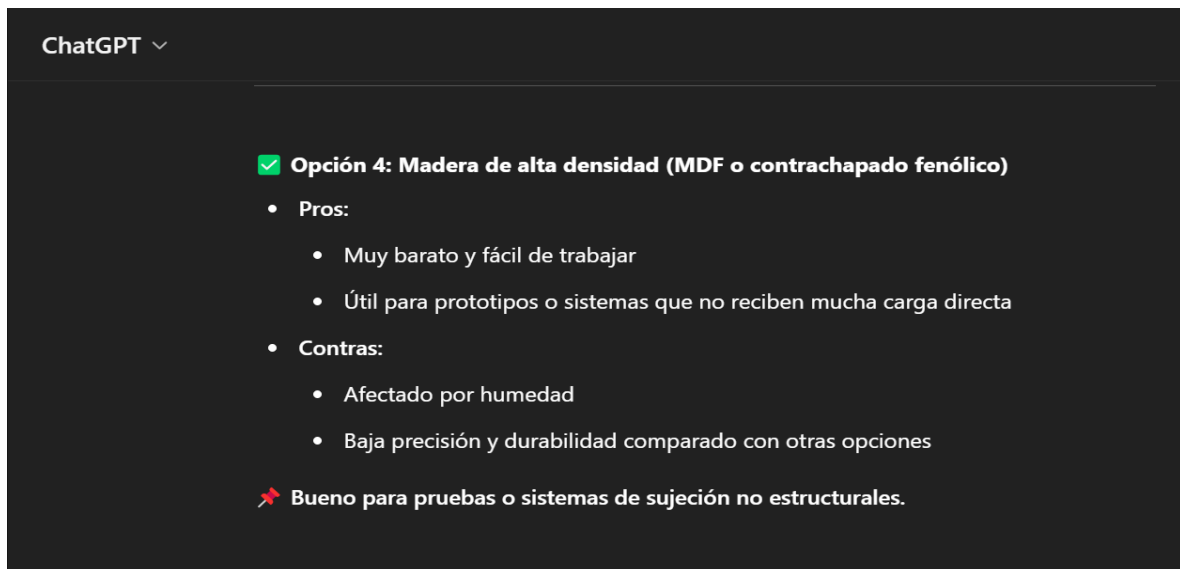 ChatGPT
✅ Opción 4: Madera de alta densidad (MDF o contrachapado fenólico)
• Pros:
• Muy barato y fácil de trabajar
• Útil para prototipos o sistemas que no reciben mucha carga directa
• Contras:
• Afectado por humedad
• Baja precisión y durabilidad comparado con otras opciones
📌 Bueno para pruebas o sistemas de sujeción no estructurales.